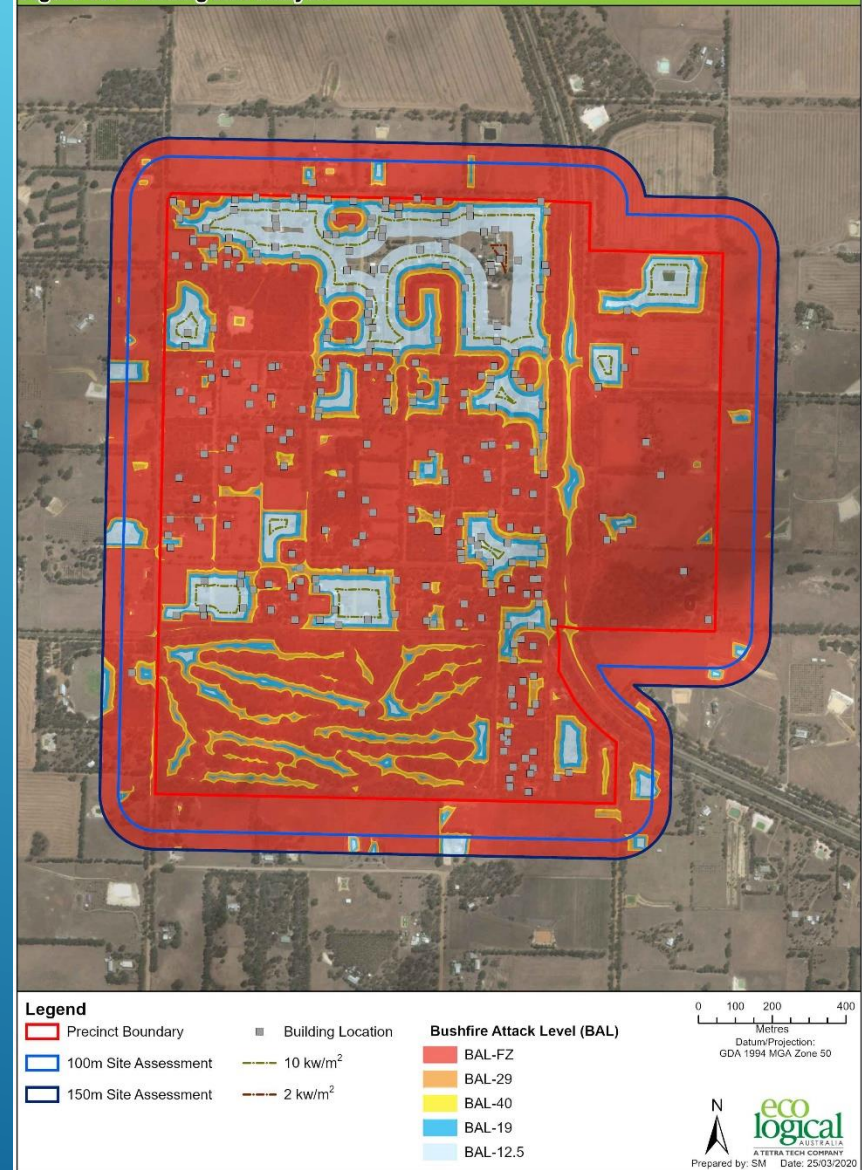 Legend
Precinct Boundary
100m Site Assessment
150m Site Assessment
Building Location
10 kw/m²
2 kw/m²
Bushfire Attack Level (BAL)
BAL-FZ
BAL-29
BAL-40
BAL-19
BAL-12.5
0 100 200 400
Metres
Datum/Projection:
GDA 1994 MGA Zone 50
N
eco
logical
AUSTRALIA
A TETRA TECH COMPANY
Prepared by: SM Date: 25/03/2020